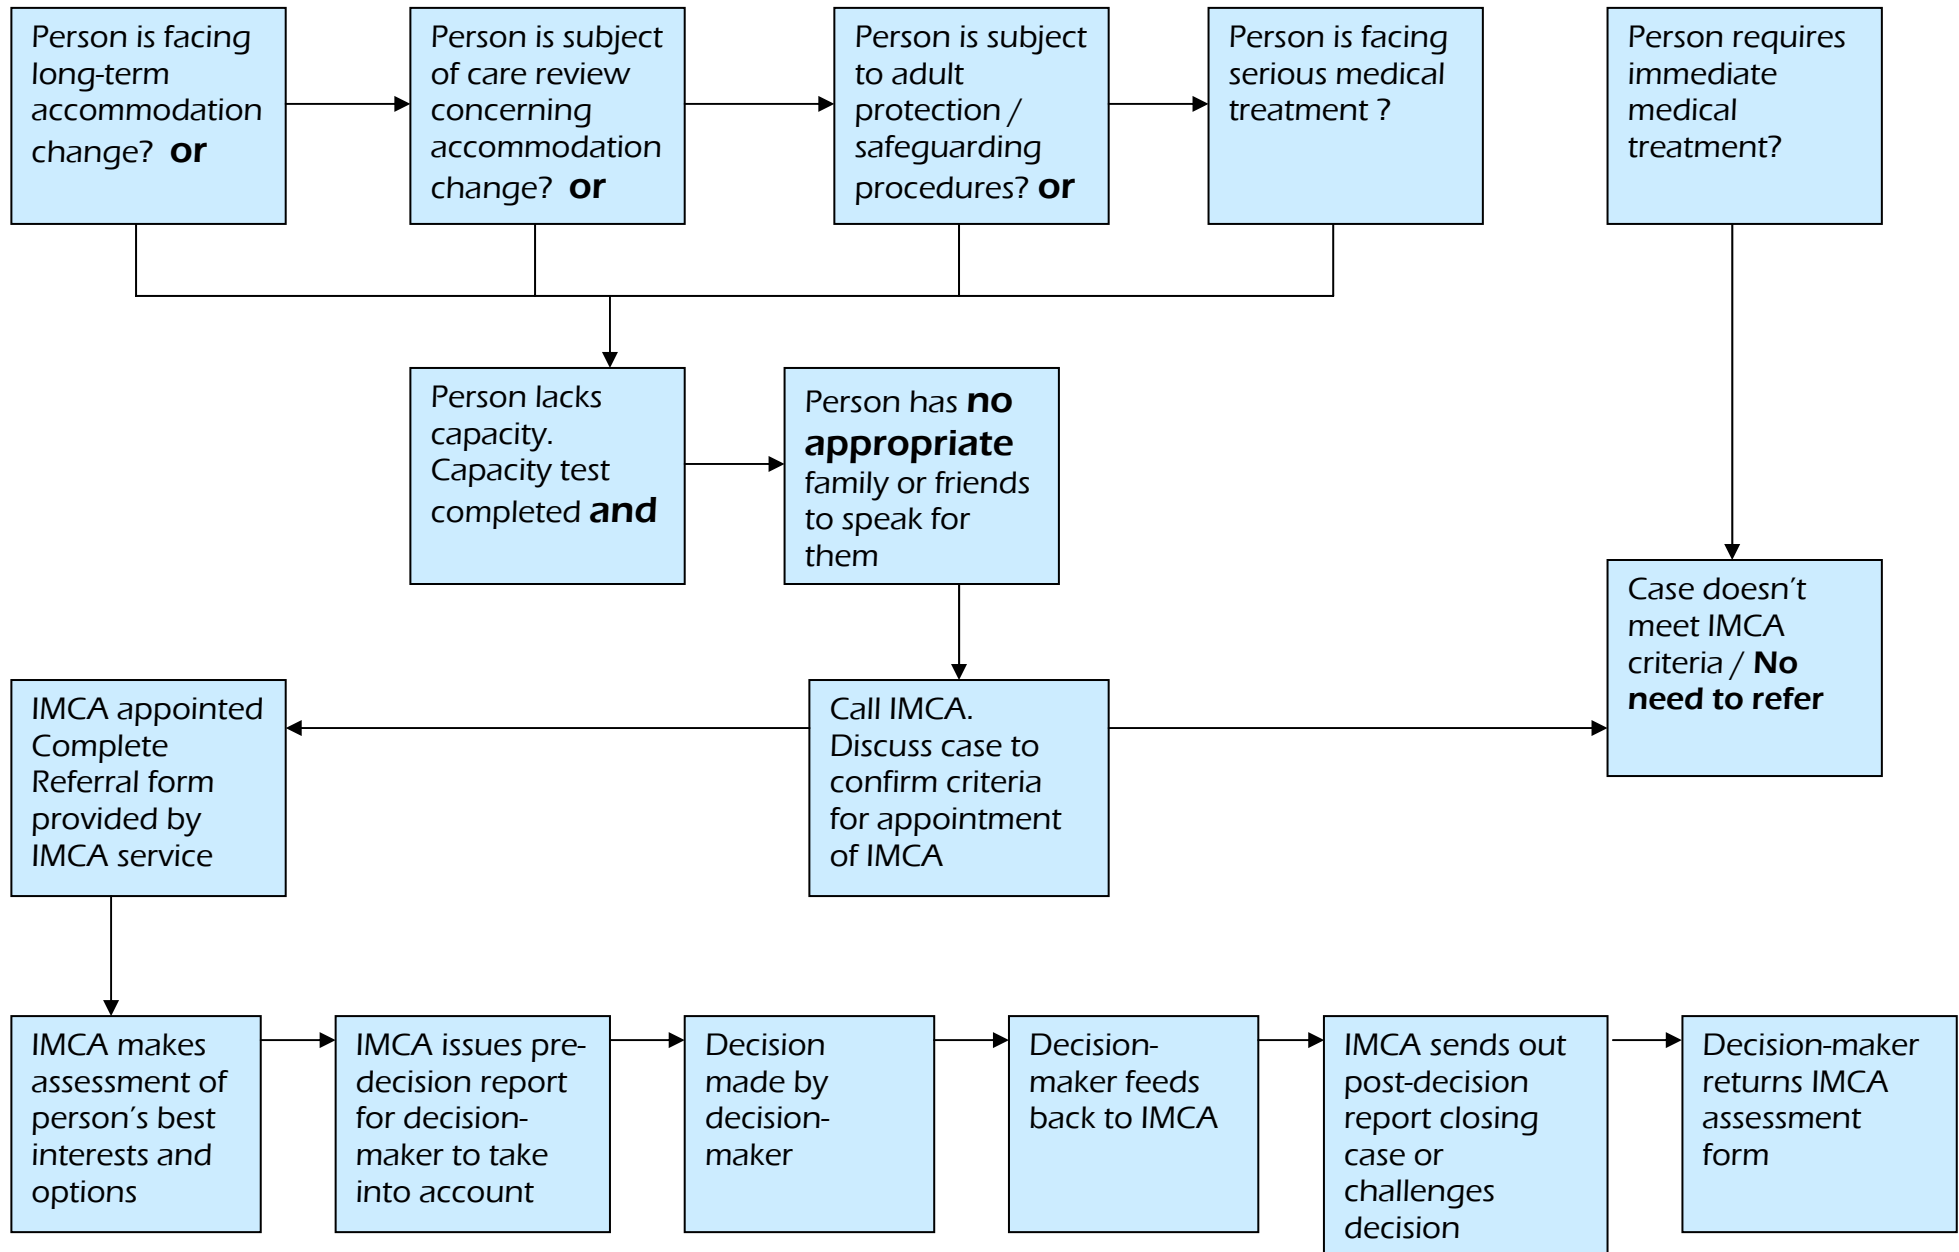 Person is facing
long-term
accommodation
change? or
Person is subject
of care review
concerning
accommodation
change? or
Person is subject
to adult
protection /
safeguarding
procedures? or
Person is facing
serious medical
treatment ?
Person requires
immediate
medical
treatment?
Person lacks
capacity.
Capacity test
completed and
Person has no
appropriate
family or friends
to speak for
them
Case doesn't
meet IMCA
criteria / No
need to refer
IMCA appointed
Complete
Referral form
provided by
IMCA service
Call IMCA.
Discuss case to
confirm criteria
for appointment
of IMCA
IMCA makes
assessment of
person's best
interests and
options
IMCA issues pre-
decision report
for decision-
maker to take
into account
Decision
made by
decision-
maker
Decision-
maker feeds
back to IMCA
IMCA sends out
post-decision
report closing
case or
challenges
decision
Decision-maker
returns IMCA
assessment
form